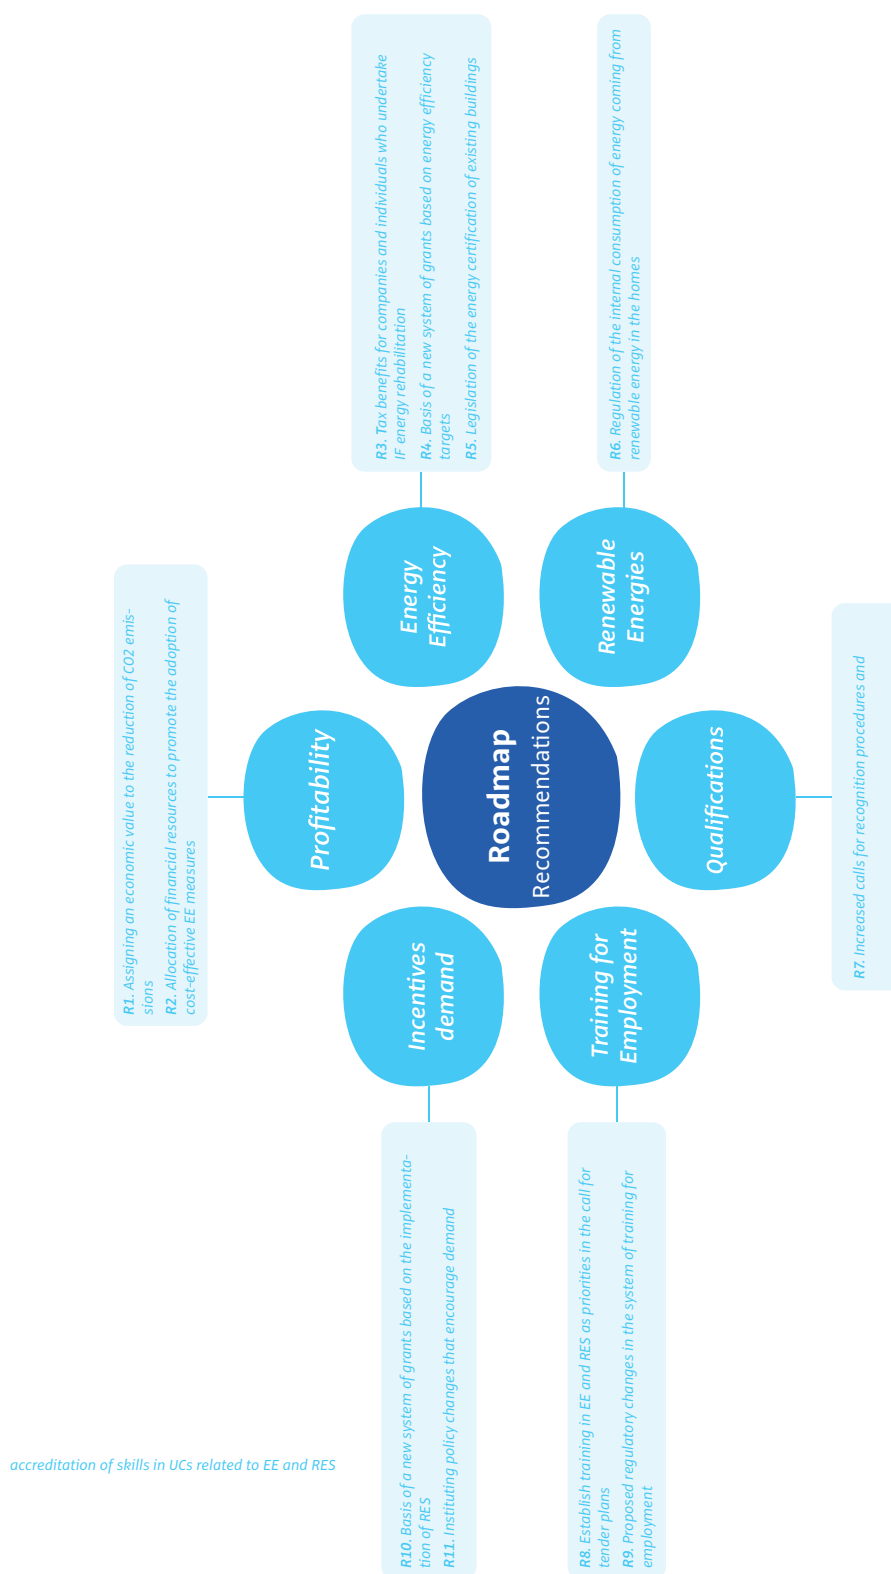 R1. Assigning an economic value to the reduction of CO2 emis-
sions
R2. Allocation of financial resources to promote the adoption of
cost-effective EE measures
Profitability
R10. Basis of a new system of grants based on the implementa-
tion of RES
R11. Instituting policy changes that encourage demand
Incentives
demand
Energy
Efficiency
R3. Tax benefits for companies and individuals who undertake
IF energy rehabilitation
R4. Basis of a new system of grants based on energy efficiency
targets
R5. Legislation of the energy certification of existing buildings
Roadmap
Recommendations
R8. Establish training in EE and RES as priorities in the call for
tender plans
R9. Proposed regulatory changes in the system of training for
employment
Training for
Employment
Renewable
Energies
R6. Regulation of the internal consumption of energy coming from
renewable energy in the homes
Qualifications
R7. Increased calls for recognition procedures and
accreditation of skills in UCs related to EE and RES